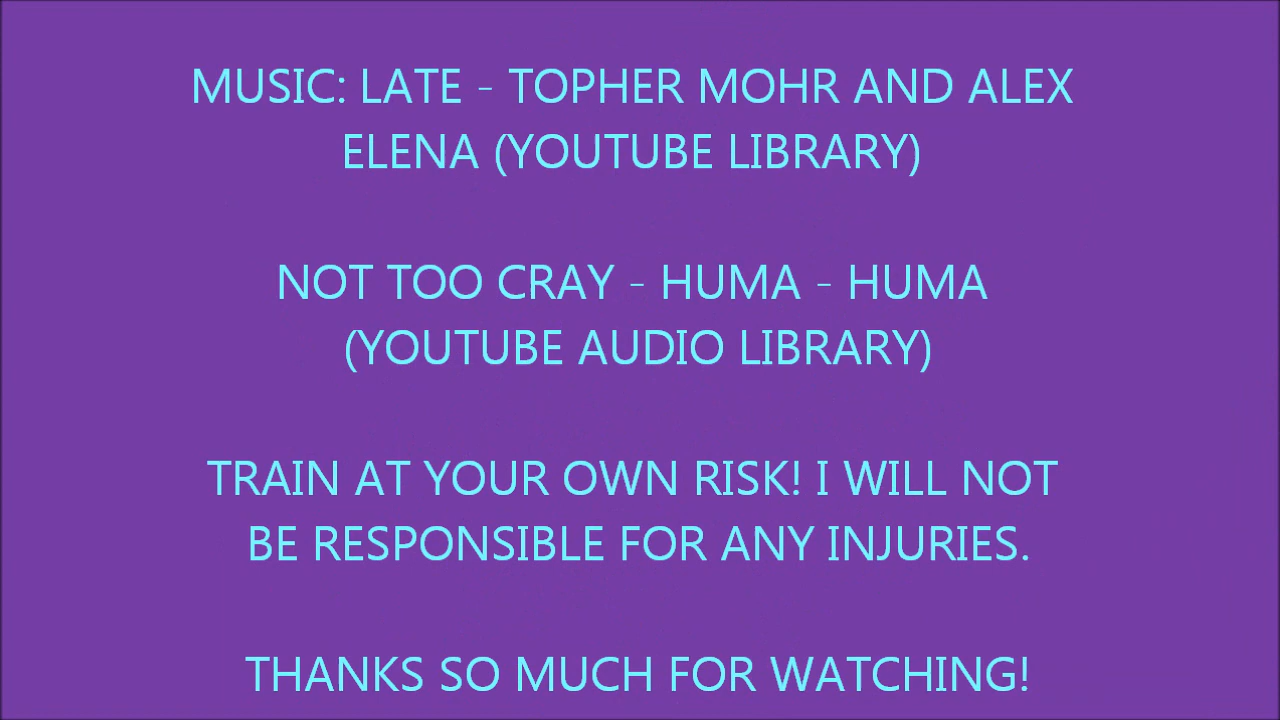 MUSIC: LATE - TOPHER MOHR AND ALEX
ELENA (YOUTUBE LIBRARY)
NOT TOO CRAY - HUMA - HUMA
(YOUTUBE AUDIO LIBRARY)
TRAIN AT YOUR OWN RISK! I WILL NOT
BE RESPONSIBLE FOR ANY INJURIES.
THANKS SO MUCH FOR WATCHING!